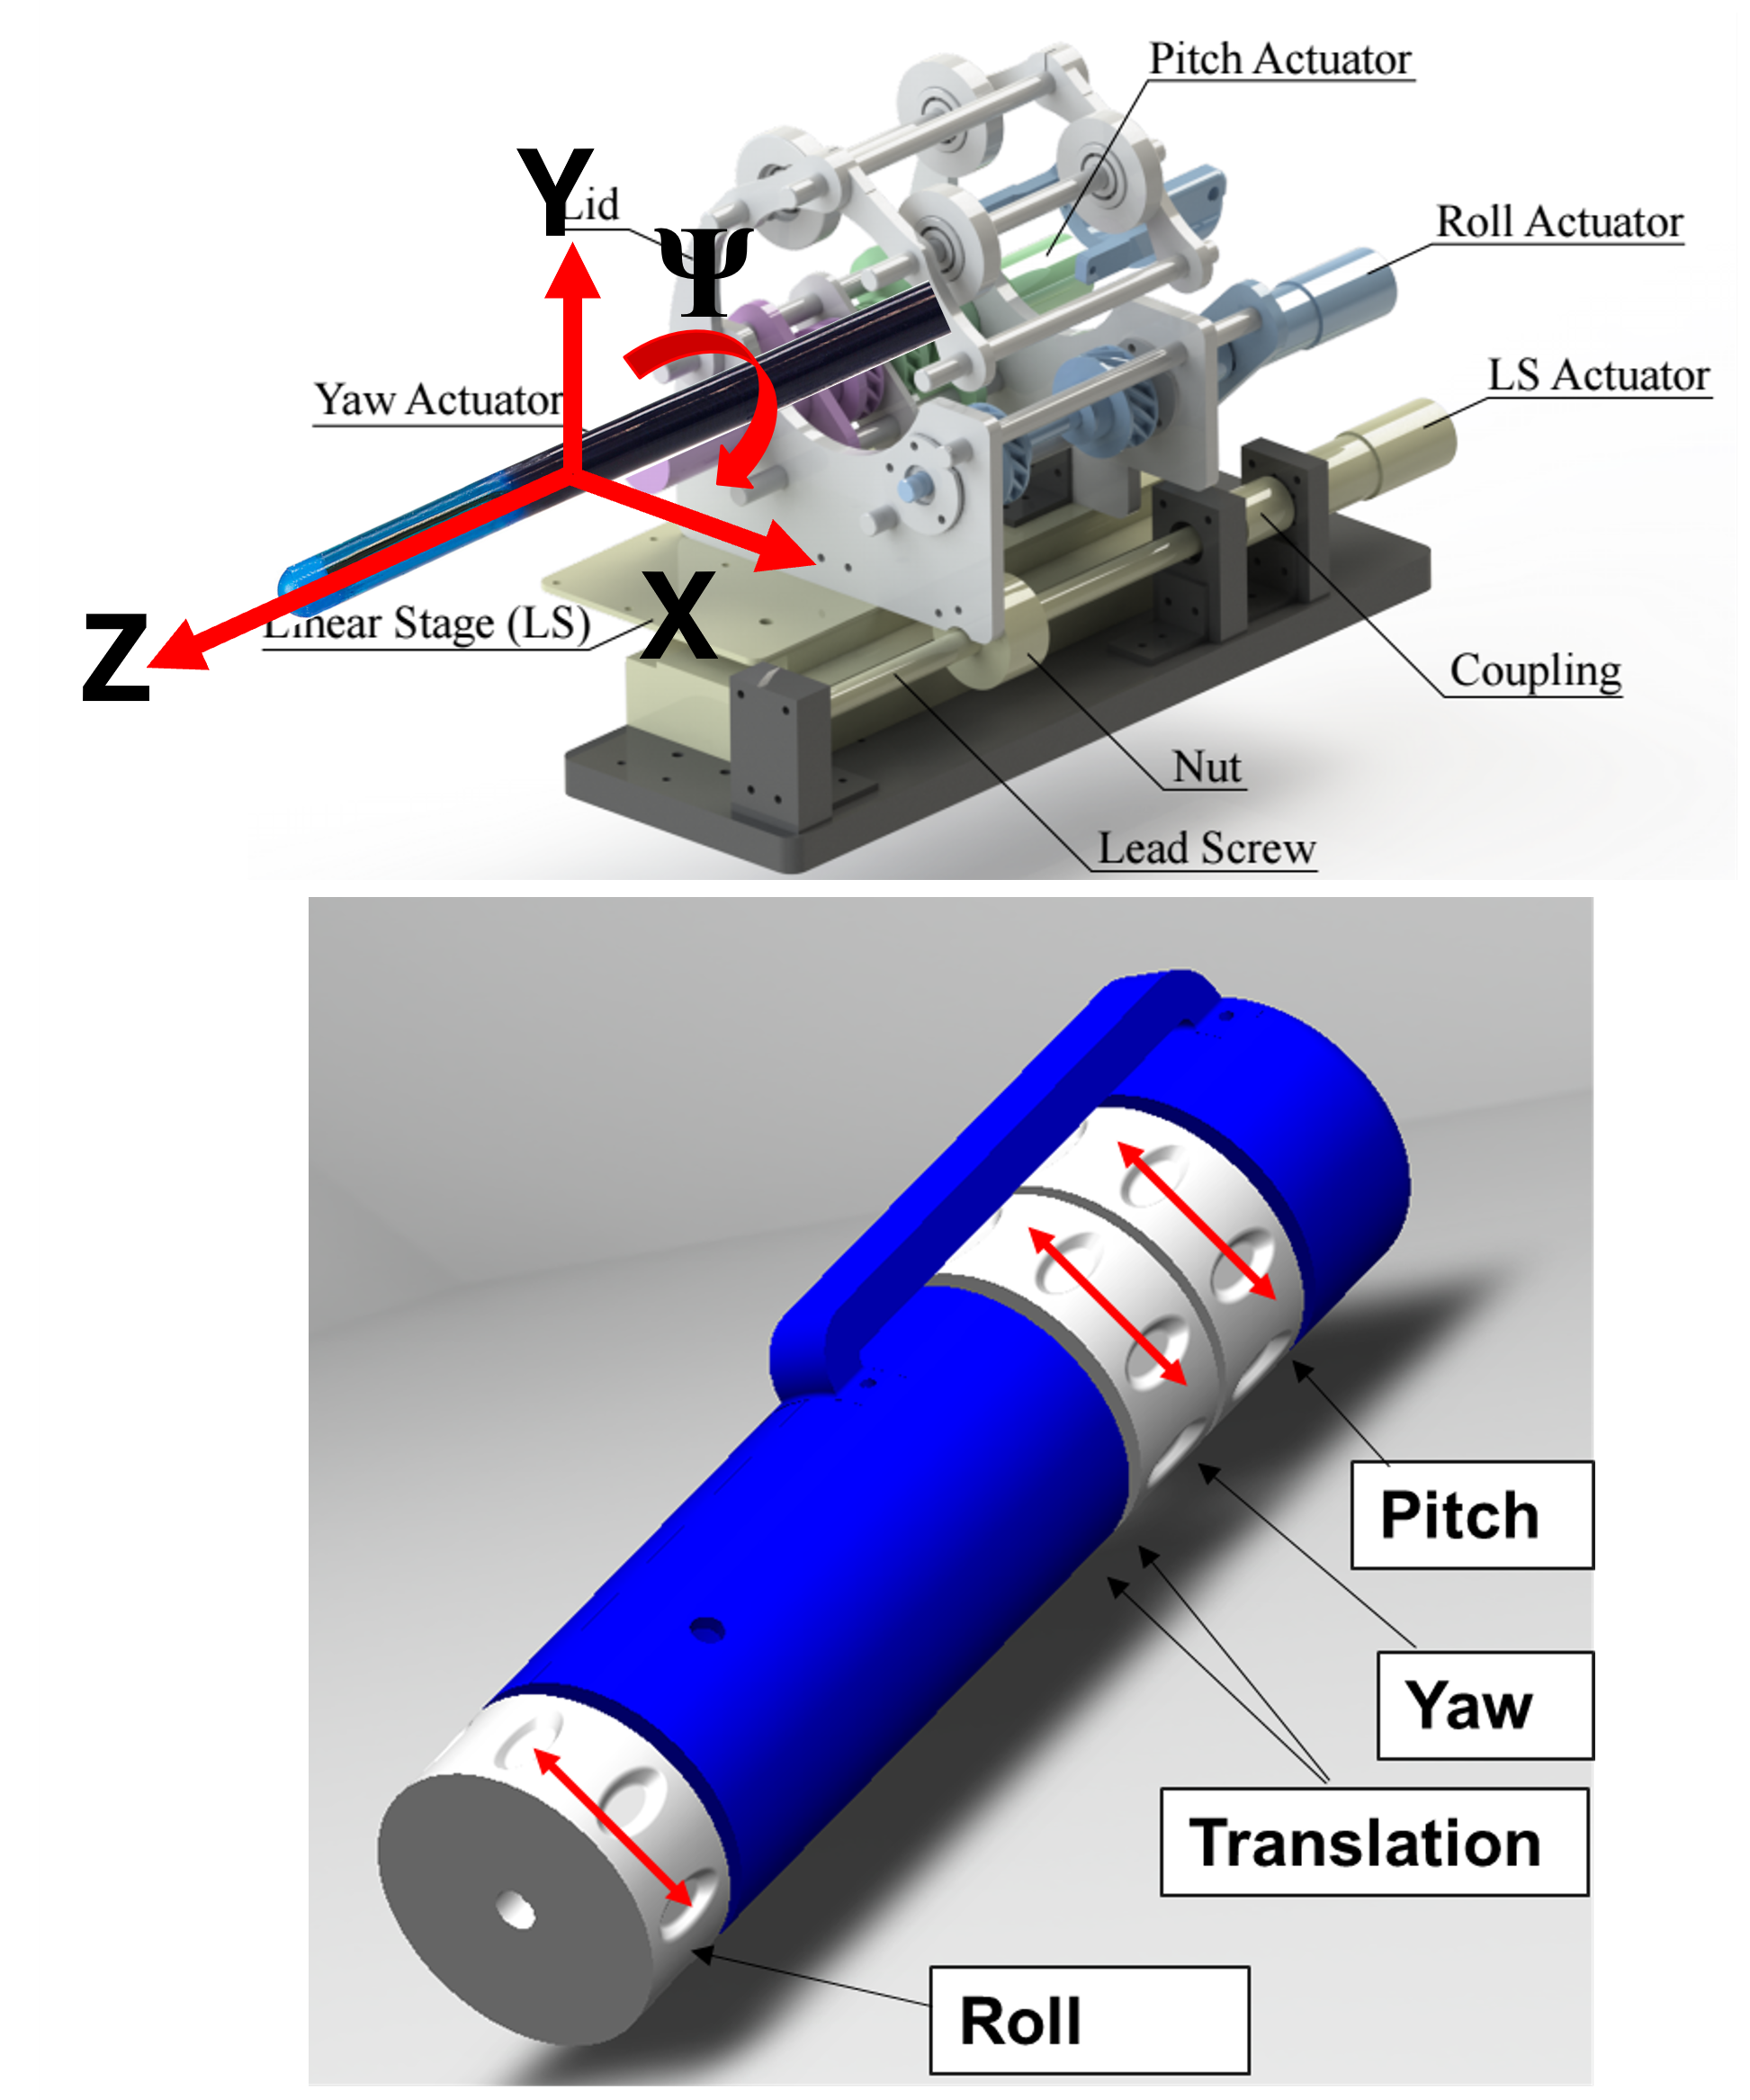 Pitch Actuator
Y
Lid
Ψ
Roll Actuator
Yaw Actuator
LS Actuator
X
Z
Linear Stage (LS)
Coupling
Nut
Lead Screw
Pitch
Yaw
Translation
Roll